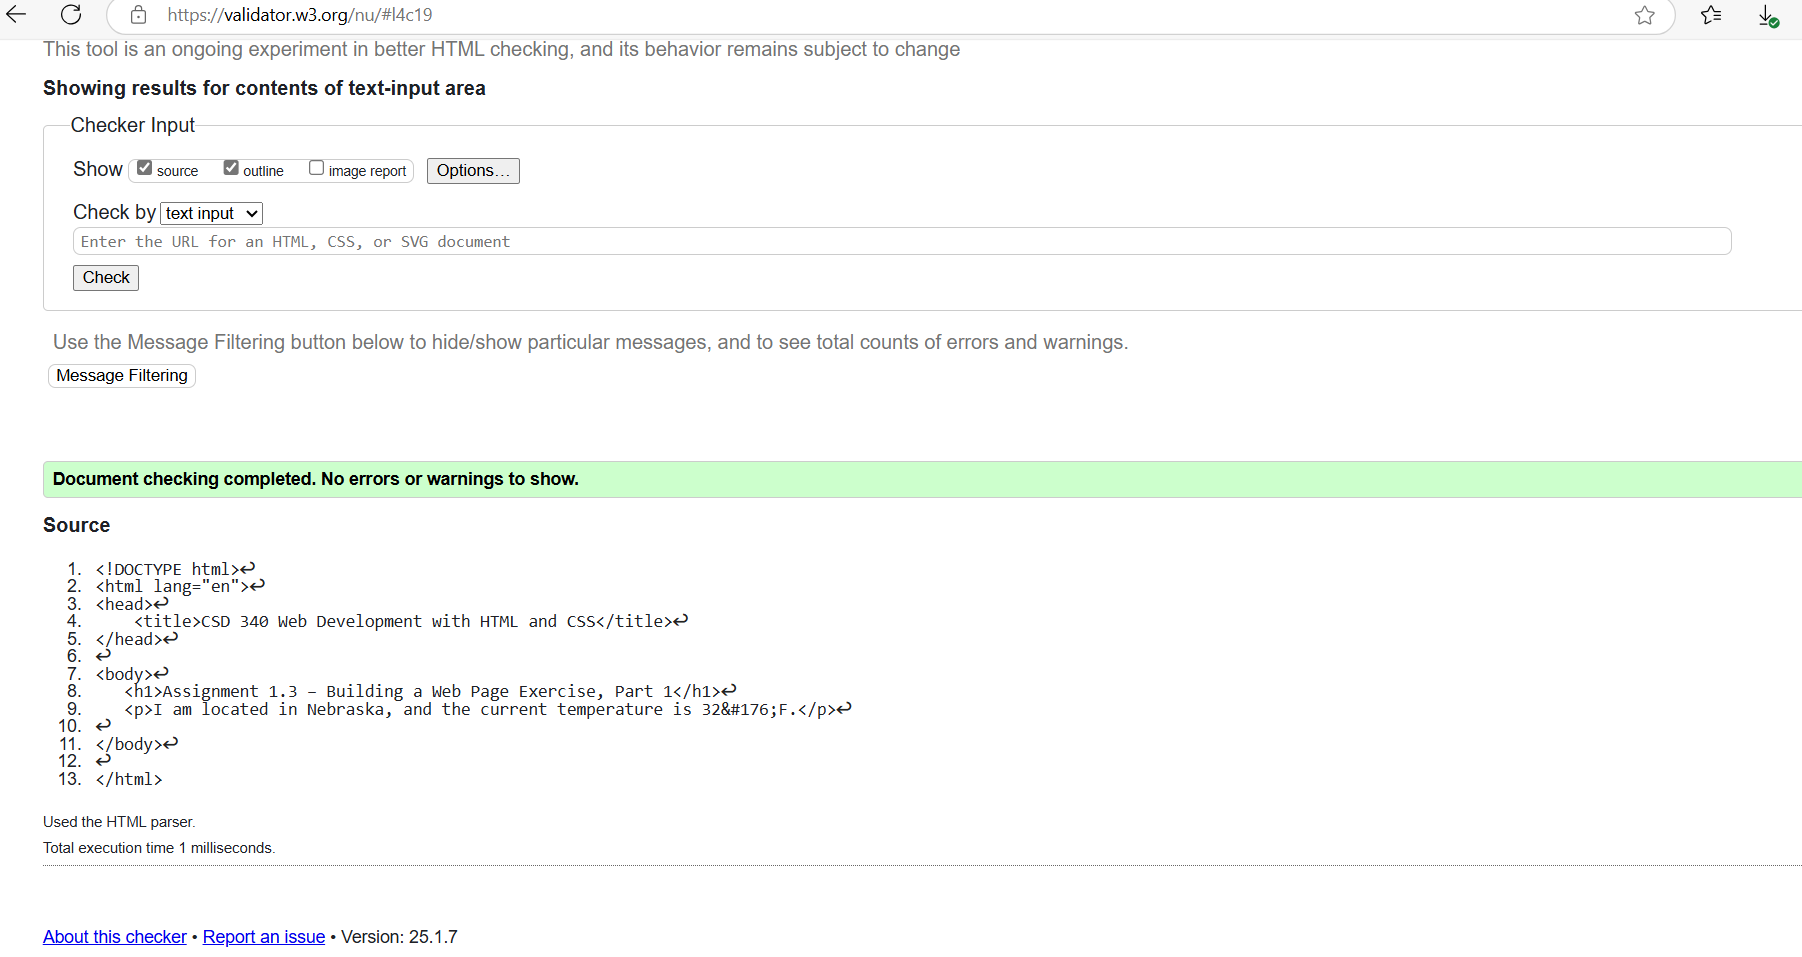 https://validator.w3.org/nu/#l4c19
This tool is an ongoing experiment in better HTML checking, and its behavior remains subject to change
Showing results for contents of text-input area
Checker Input
Show source outline image report Options...
Check by text input
Enter the URL for an HTML, CSS, or SVG document
Check
Use the Message Filtering button below to hide/show particular messages, and to see total counts of errors and warnings.
Message Filtering
Document checking completed. No errors or warnings to show.
Source
1. <!DOCTYPE html>↩
2. <html lang="en">↩
3. <head>↩
4.     <title>CSD 340 Web Development with HTML and CSS</title>↩
5. </head>↩
6. ↩
7. <body>↩
8.    <h1>Assignment 1.3 – Building a Web Page Exercise, Part 1</h1>↩
9.    <p>I am located in Nebraska, and the current temperature is 32&#176;F.</p>↩
10. ↩
11. </body>↩
12. ↩
13. </html>
Used the HTML parser.
Total execution time 1 milliseconds.
About this checker • Report an issue • Version: 25.1.7